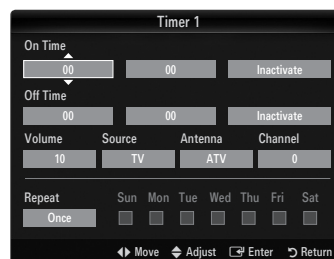 Timer 1
On Time
00 00 Inactivate
Off Time
00 00 Inactivate
Volume Source Antenna Channel
10 TV ATV 0
Repeat Sun Mon Tue Wed Thu Fri Sat
Once
Move Adjust Enter Return